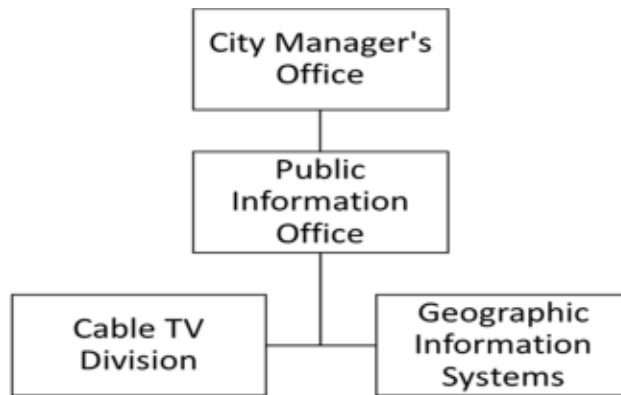 City Manager's
Office
Public
Information
Office
Cable TV
Division
Geographic
Information
Systems